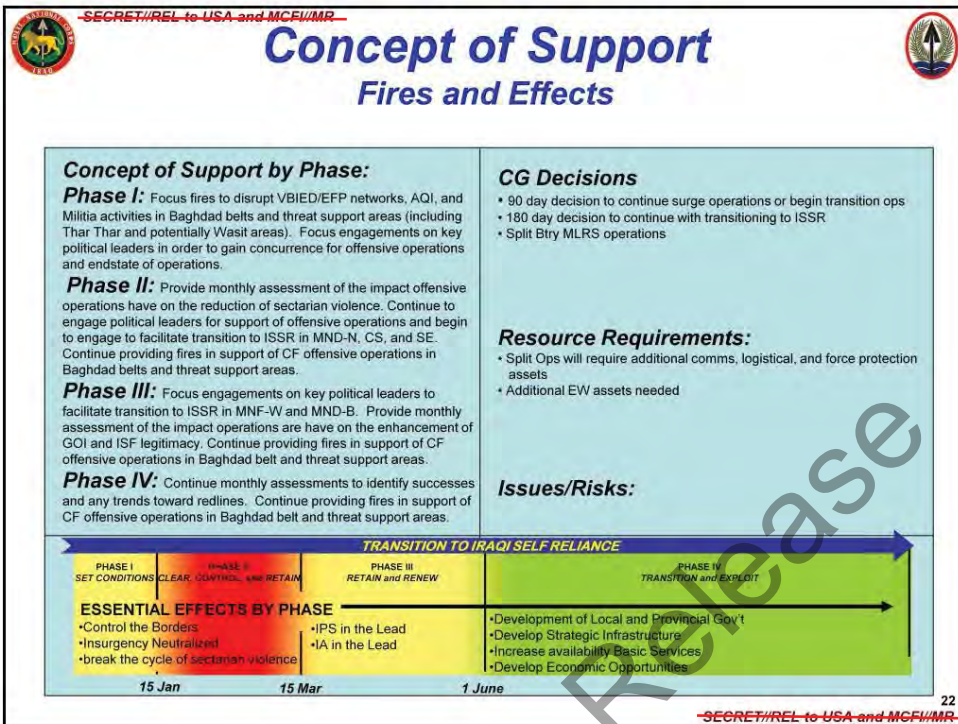 SECRET//REL to USA and MCFI//MR
Concept of Support
Fires and Effects
Concept of Support by Phase:
Phase I: Focus fires to disrupt VBIED/EFP networks, AQI, and
Militia activities in Baghdad belts and threat support areas (including
Thar Thar and potentially Wasit areas). Focus engagements on key
political leaders in order to gain concurrence for offensive operations
and endstate of operations.
Phase II: Provide monthly assessment of the impact offensive
operations have on the reduction of sectarian violence. Continue to
engage political leaders for support of offensive operations and begin
to engage to facilitate transition to ISSR in MND-N, CS, and SE.
Continue providing fires in support of CF offensive operations in
Baghdad belts and threat support areas.
Phase III: Focus engagements on key political leaders to
facilitate transition to ISSR in MNF-W and MND-B. Provide monthly
assessment of the impact operations are have on the enhancement of
GOI and ISF legitimacy. Continue providing fires in support of CF
offensive operations in Baghdad belt and threat support areas.
Phase IV: Continue monthly assessments to identify successes
and any trends toward redlines. Continue providing fires in support of
CF offensive operations in Baghdad belt and threat support areas.
CG Decisions
• 90 day decision to continue surge operations or begin transition ops
• 180 day decision to continue with transitioning to ISSR
• Split Btry MLRS operations
Resource Requirements:
• Split Ops will require additional comms, logistical, and force protection
assets
• Additional EW assets needed
Issues/Risks:
TRANSITION TO IRAQI SELF RELIANCE
PHASE I
SET CONDITIONS
PHASE II
CLEAR, CONTROL, and RETAIN
PHASE III
RETAIN and RENEW
PHASE IV
TRANSITION and EXPLOIT
ESSENTIAL EFFECTS BY PHASE
•Control the Borders
•Insurgency Neutralized
•break the cycle of sectarian violence
•IPS in the Lead
•IA in the Lead
•Development of Local and Provincial Gov't
•Develop Strategic Infrastructure
•Increase availability Basic Services
•Develop Economic Opportunities
15 Jan
15 Mar
1 June
Release
22
SECRET//REL to USA and MCFI//MR